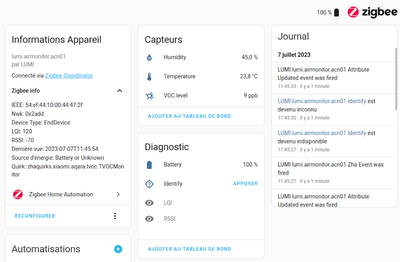 100 %
zigbee
Informations Appareil
lumi.airmonitor.acn01
par LUMI
Connecté via Zigbee Coordinator
Zigbee info
IEEE: 54:ef:44:10:00:44:47:2f
Nwk: 0x2add
Device Type: EndDevice
LQI: 120
RSSI: -70
Dernière vue: 2023-07-07T11:45:54
Source d'énergie: Battery or Unknown
Quirk: zhaquirks.xiaomi.aqara.tvoc.TVOCMon
itor
Zigbee Home Automation
RECONFIGURER
Automatisations
Capteurs
Humidity 45,0 %
Temperature 23,8 °C
VOC level 9 ppb
AJOUTER AU TABLEAU DE BORD
Diagnostic
Battery 100 %
Identify APPUYER
LQI
RSSI
AJOUTER AU TABLEAU DE BORD
Journal
7 juillet 2023
LUMI lumi.airmonitor.acn01 Attribute
Updated event was fired
11:45:33 - Il y a 1 minute
LUMI lumi.airmonitor.acn01 Identify est
devenu inconnu
11:45:27 - Il y a 1 minute
LUMI lumi.airmonitor.acn01 Identify est
devenu indisponible
11:45:27 - Il y a 1 minute
LUMI lumi.airmonitor.acn01 Zha Event was
fired
11:45:27 - Il y a 1 minute
LUMI lumi.airmonitor.acn01 Attribute
Updated event was fired